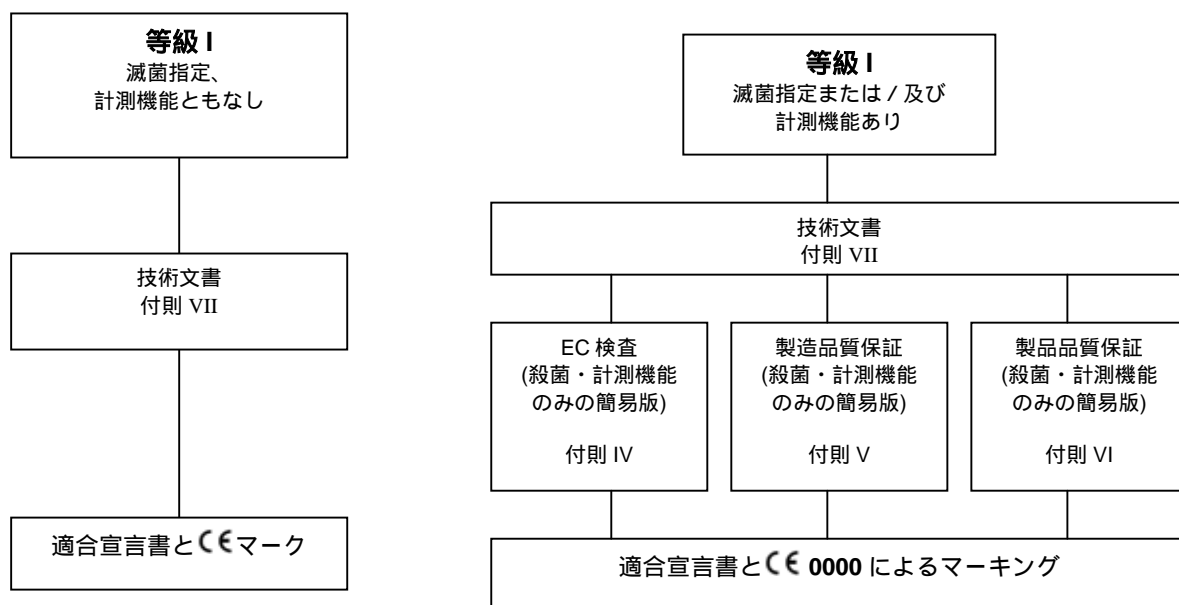 等級 I
滅菌指定、
計測機能ともなし
技術文書
付則 VII
適合宣言書とCEマーク
等級 I
滅菌指定または / 及び
計測機能あり
技術文書
付則 VII
EC 検査
(殺菌・計測機能
のみの簡易版)
付則 IV
製造品質保証
(殺菌・計測機能
のみの簡易版)
付則 V
製品品質保証
(殺菌・計測機能
のみの簡易版)
付則 VI
適合宣言書とCE 0000 によるマーキング